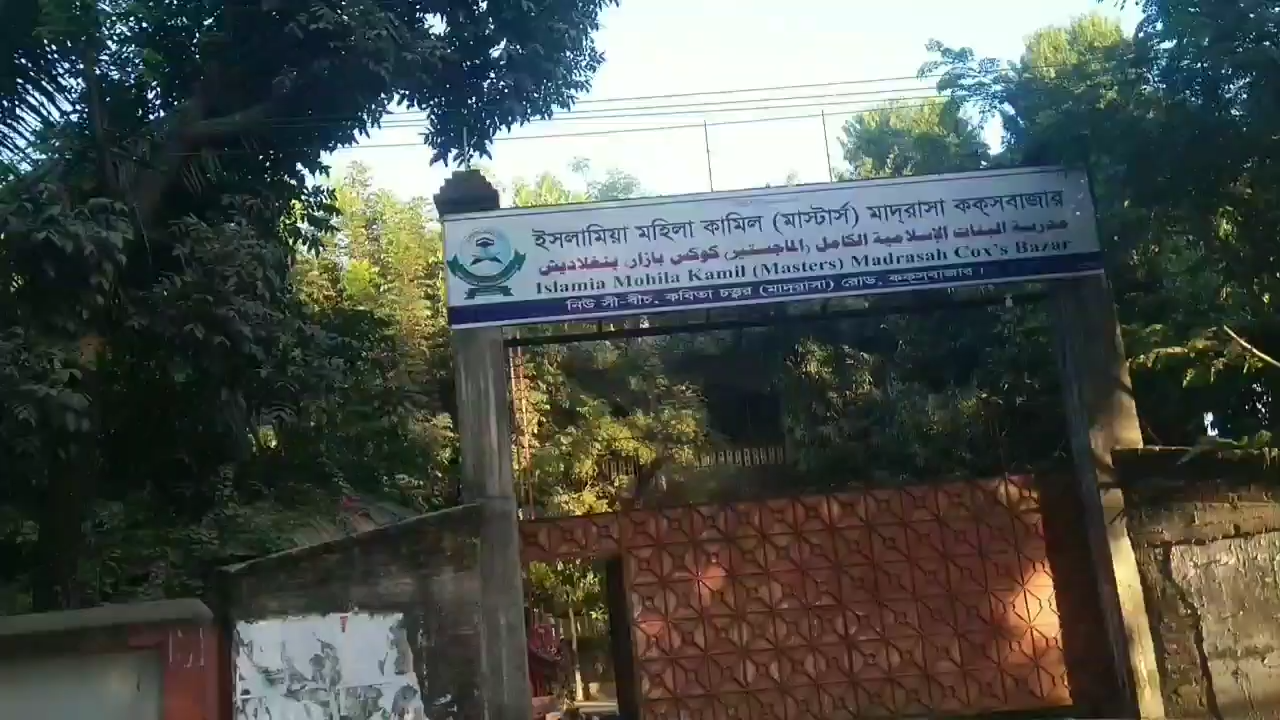 ইসলামিয়া মহিলা কামিল (মাস্টার্স) মাদ্‌রাসা কক্সবাজার
مدرسة البنات الإسلامية الكامل (الماجستير) كوكس بازار، بنغلاديش
Islamia Mohila Kamil (Masters) Madrasah Cox's Bazar
নিউ সী-বীচ, কবিতা চত্ত্বর (মাদ্‌রাসা) রোড, কক্সবাজার।